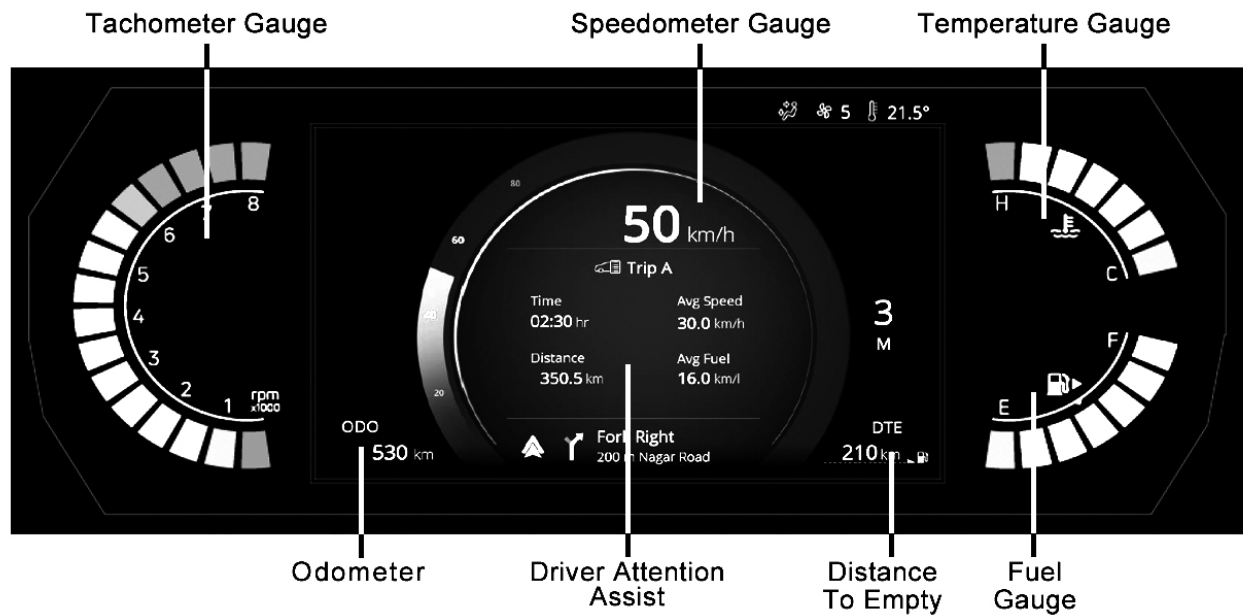 Tachometer Gauge
Speedometer Gauge
Temperature Gauge
5 21.5°
8
7
6
5
4
3
2
1
rpm
x1000
80
60
40
20
50 km/h
Trip A
Time
02:30 hr
Avg Speed
30.0 km/h
Distance
350.5 km
Avg Fuel
16.0 km/l
Fork Right
200 m Nagar Road
3
M
ODO
530 km
DTE
210 km
H
C
F
E
Odometer
Driver Attention
Assist
Distance
To Empty
Fuel
Gauge